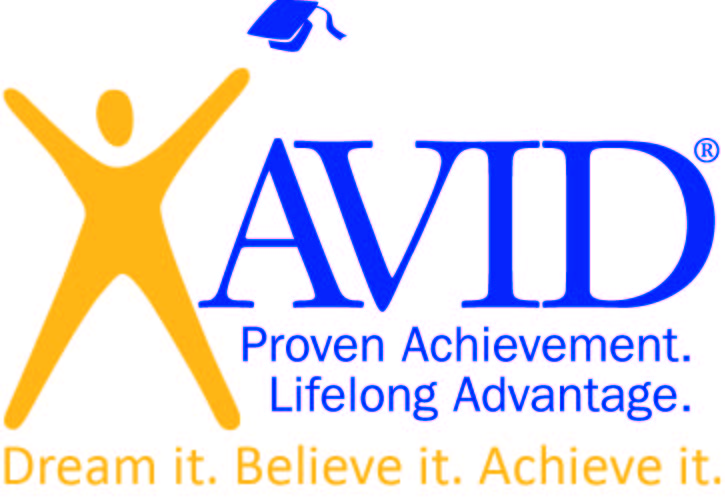 AVID®
Proven Achievement.
Lifelong Advantage.
Dream it. Believe it. Achieve it.